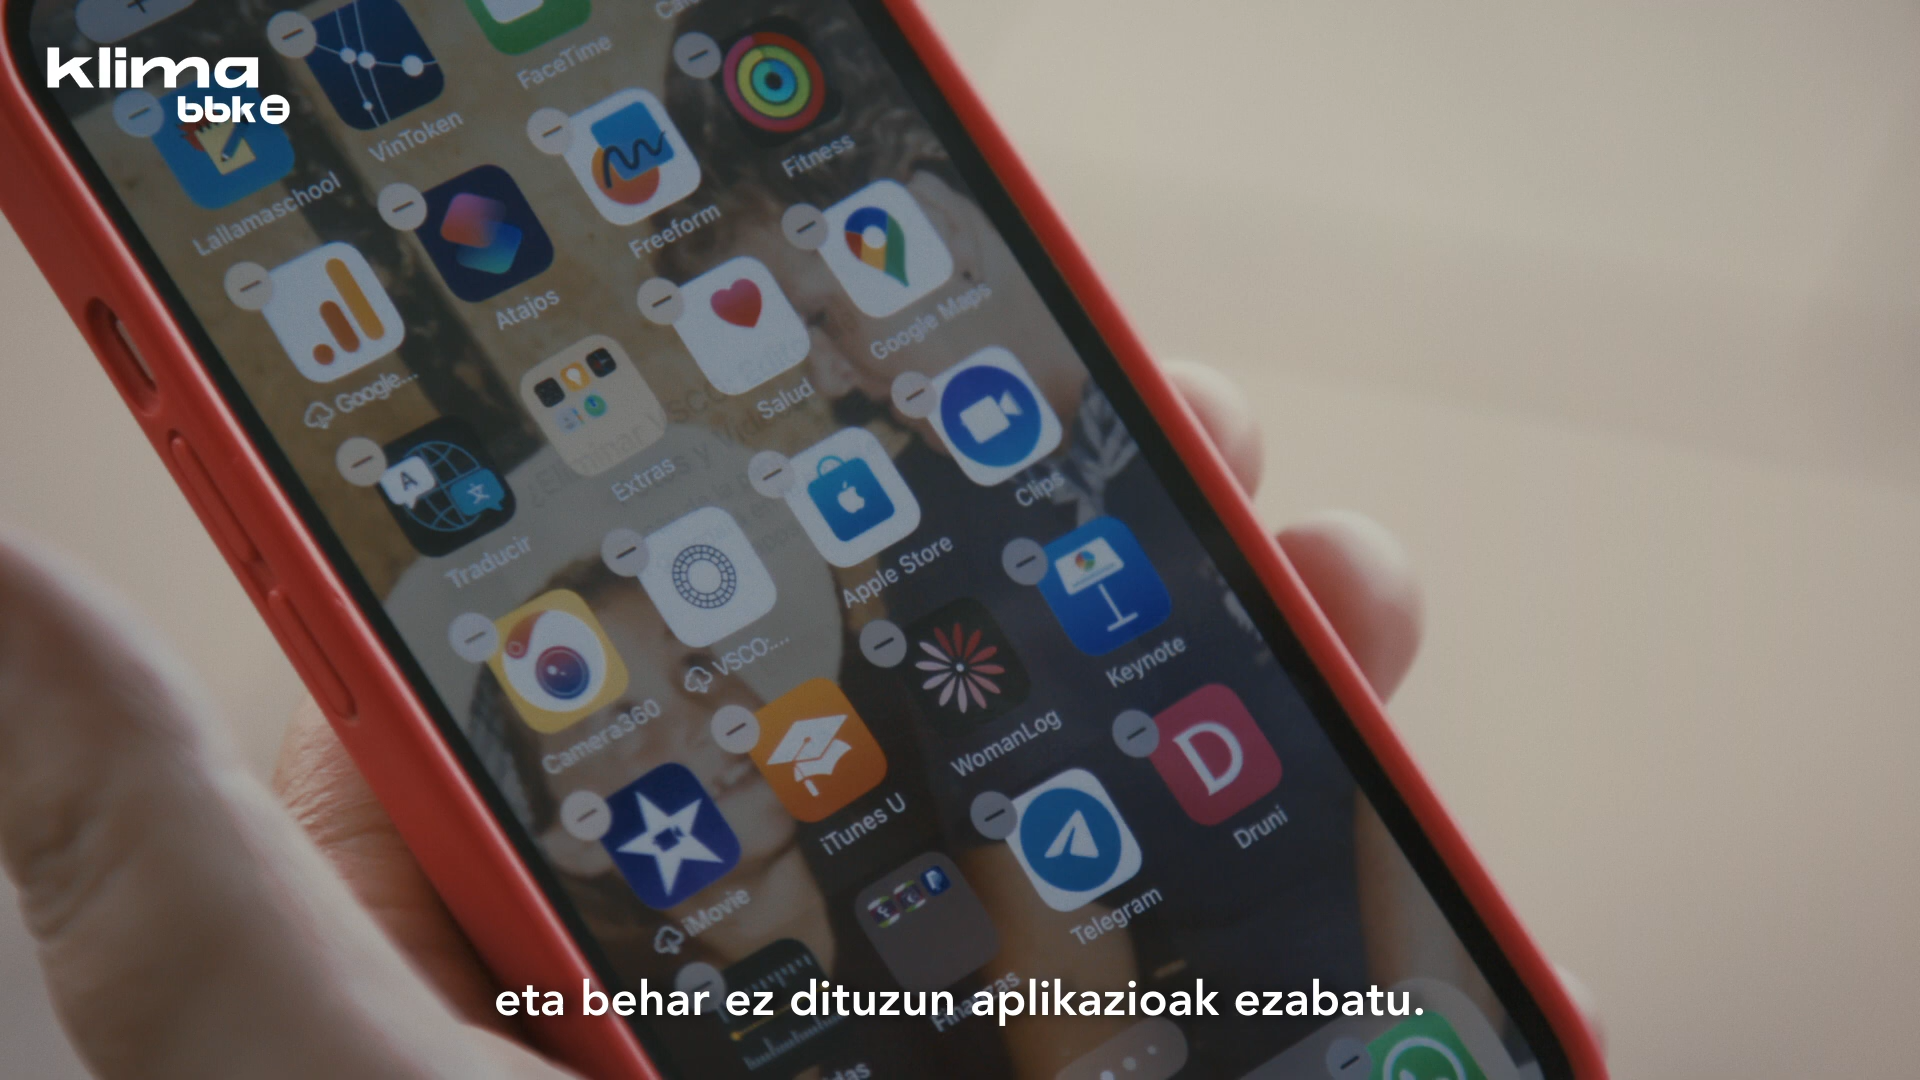 klima
bbk
FaceTime
VinToken
Lallamaschool
Fitness
Freeform
Atajos
Google Maps
Google...
Salud
Extras
Clips
Traducir
Apple Store
VSCO:...
Keynote
Camera360
WomanLog
iTunes U
Druni
iMovie
Telegram
Finanzas
eta behar ez dituzun aplikazioak ezabatu.